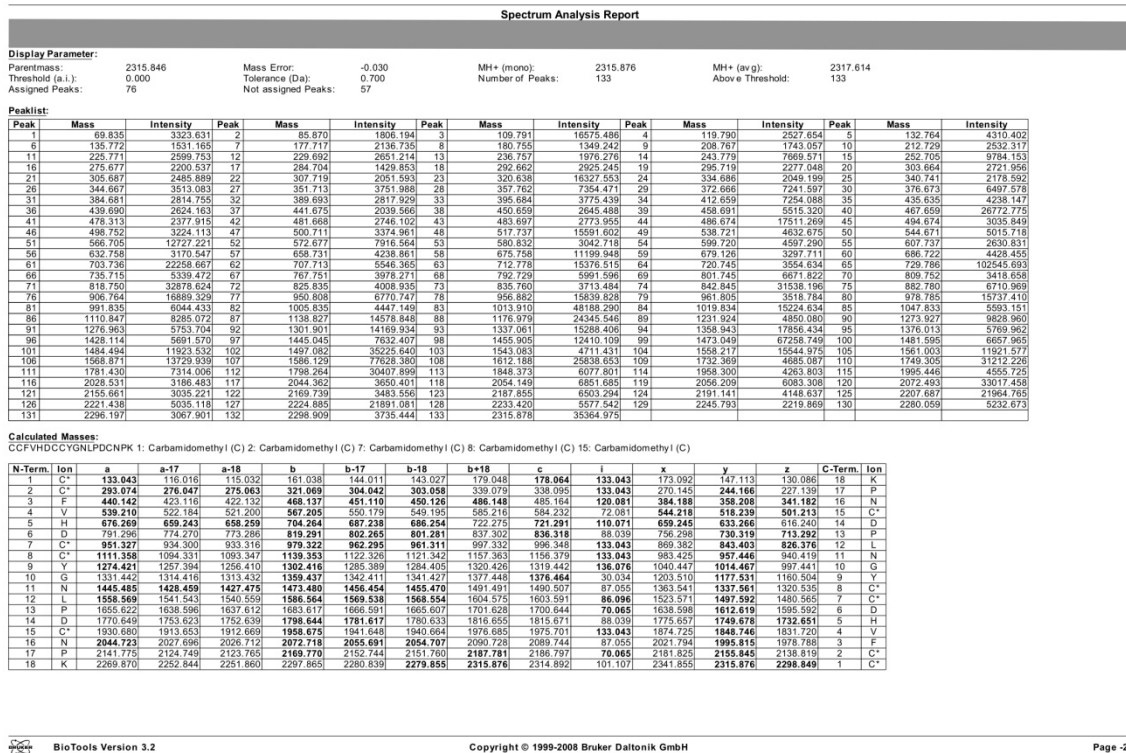 Spectrum Analysis Report
Display Parameter:
Parentmass: 2315.846 Mass Error: -0.030 MH+ (mono): 2315.876 MH+ (avg): 2317.614
Threshold (a.i.): 0.000 Tolerance (Da): 0.700 Number of Peaks: 133 Above Threshold: 133
Assigned Peaks: 76 Not assigned Peaks: 57
Peaklist:
Peak Mass Intensity Peak Mass Intensity Peak Mass Intensity Peak Mass Intensity Peak Mass Intensity
1 69.835 3323.631 2 85.870 1806.194 3 109.791 16575.486 4 119.790 2527.654 5 132.764 4310.402
6 135.772 1531.165 7 177.717 2136.735 8 180.755 1349.242 9 208.767 1743.057 10 212.729 2532.317
11 225.771 2599.753 12 229.692 2651.214 13 236.757 1976.276 14 243.779 7669.571 15 252.705 9784.153
16 275.677 2200.537 17 284.704 1429.853 18 292.662 2925.245 19 295.719 2277.048 20 303.664 2721.956
21 305.687 2485.889 22 307.719 2051.593 23 320.638 16327.553 24 334.686 2049.199 25 340.741 2178.592
26 344.667 3513.083 27 351.713 3751.988 28 357.762 7354.471 29 372.666 7241.597 30 376.673 6497.578
31 384.681 2814.755 32 389.693 2817.929 33 395.684 3775.439 34 412.659 7254.088 35 435.635 4238.147
36 439.690 2624.163 37 441.675 2039.566 38 450.659 2645.488 39 458.691 5515.320 40 467.659 26772.775
41 478.313 2377.915 42 481.668 2746.102 43 483.697 2773.955 44 486.674 17511.269 45 494.674 3035.849
46 498.752 3224.113 47 500.711 3374.961 48 517.737 15591.602 49 538.721 4632.675 50 544.671 5015.718
51 566.705 12727.221 52 572.677 7916.564 53 580.832 3042.718 54 599.720 4597.290 55 607.737 2630.831
56 632.758 3170.547 57 658.731 4238.861 58 675.758 11199.948 59 679.126 3297.711 60 686.722 4428.455
61 703.736 22258.667 62 707.713 5546.365 63 712.778 15376.515 64 720.745 3554.634 65 729.786 102545.693
66 735.715 5339.472 67 767.751 3978.271 68 792.729 5991.596 69 801.745 6671.822 70 809.752 3418.658
71 818.750 32878.624 72 825.835 4008.935 73 835.760 3713.484 74 842.845 31538.196 75 882.780 6710.969
76 906.764 16889.329 77 950.808 6770.747 78 956.882 15839.828 79 961.805 3518.784 80 978.785 15737.410
81 991.835 6044.433 82 1005.835 4447.149 83 1013.910 48188.290 84 1019.834 15224.634 85 1047.833 5593.151
86 1110.847 8285.072 87 1138.827 14578.848 88 1176.979 24345.546 89 1231.924 4850.080 90 1273.927 9828.960
91 1276.963 5753.704 92 1301.901 14169.934 93 1337.061 15288.406 94 1358.943 17856.434 95 1376.013 5769.962
96 1428.114 5691.570 97 1445.045 7632.407 98 1455.905 12410.109 99 1473.049 67258.749 100 1481.595 6657.965
101 1484.494 11923.532 102 1497.082 35225.640 103 1543.083 4711.431 104 1558.217 15544.975 105 1561.003 11921.577
106 1568.871 13729.939 107 1586.129 77628.380 108 1612.188 25838.653 109 1732.369 4685.087 110 1749.305 31212.226
111 1781.430 7314.006 112 1798.264 30407.899 113 1848.373 6077.801 114 1958.300 4263.803 115 1995.446 4555.725
116 2028.531 3186.483 117 2044.362 3650.401 118 2054.149 6851.685 119 2056.209 6083.308 120 2072.493 33017.458
121 2155.661 3035.221 122 2169.739 3483.556 123 2187.855 6503.294 124 2191.141 4148.637 125 2207.687 21964.765
126 2221.438 5035.118 127 2224.885 21891.081 128 2233.420 5577.542 129 2245.793 2219.869 130 2280.059 5232.673
131 2296.197 3067.901 132 2298.909 3735.444 133 2315.878 35364.975
Calculated Masses:
CCFVHDCCYGNLPDCNPK 1: Carbamidomethyl (C) 2: Carbamidomethyl (C) 7: Carbamidomethyl (C) 8: Carbamidomethyl (C) 15: Carbamidomethyl (C)
N-Term. Ion a a-17 a-18 b b-17 b-18 b+18 c i x y z C-Term. Ion
1 C* 133.043 116.016 115.032 161.038 144.011 143.027 179.048 178.064 133.043 173.092 147.113 130.086 18 K
2 C* 293.074 276.047 275.063 321.069 304.042 303.058 339.079 338.095 133.043 270.145 244.166 227.139 17 P
3 F 440.142 423.116 422.132 468.137 451.110 450.126 486.148 485.164 120.081 384.188 358.208 341.182 16 N
4 V 539.210 522.184 521.200 567.205 550.179 549.195 585.216 584.232 72.081 544.218 518.239 501.213 15 C*
5 H 676.269 659.243 658.259 704.264 687.238 686.254 722.275 721.291 110.071 659.245 633.266 616.240 14 D
6 D 791.296 774.270 773.286 819.291 802.265 801.281 837.302 836.318 88.039 756.298 730.319 713.292 13 P
7 C* 951.327 934.300 933.316 979.322 962.295 961.311 997.332 996.348 133.043 869.382 843.403 826.376 12 L
8 C* 1111.358 1094.331 1093.347 1139.353 1122.326 1121.342 1157.363 1156.379 133.043 983.425 957.446 940.419 11 N
9 Y 1274.421 1257.394 1256.410 1302.416 1285.389 1284.405 1320.426 1319.442 136.076 1040.447 1014.467 997.441 10 G
10 G 1331.442 1314.416 1313.432 1359.437 1342.411 1341.427 1377.448 1376.464 30.034 1203.510 1177.531 1160.504 9 Y
11 N 1445.485 1428.459 1427.475 1473.480 1456.454 1455.470 1491.491 1490.507 87.055 1363.541 1337.561 1320.535 8 C*
12 L 1558.569 1541.543 1540.559 1586.564 1569.538 1568.554 1604.575 1603.591 86.096 1523.571 1497.592 1480.565 7 C*
13 P 1655.622 1638.596 1637.612 1683.617 1666.591 1665.607 1701.628 1700.644 70.065 1638.598 1612.619 1595.592 6 D
14 D 1770.649 1753.623 1752.639 1798.644 1781.617 1780.633 1816.655 1815.671 88.039 1775.657 1749.678 1732.651 5 H
15 C* 1930.680 1913.653 1912.669 1958.675 1941.648 1940.664 1976.685 1975.701 133.043 1874.725 1848.746 1831.720 4 V
16 N 2044.723 2027.696 2026.712 2072.718 2055.691 2054.707 2090.728 2089.744 87.055 2021.794 1995.815 1978.788 3 F
17 P 2141.775 2124.749 2123.765 2169.770 2152.744 2151.760 2187.781 2186.797 70.065 2181.825 2155.845 2138.819 2 C*
18 K 2269.870 2252.844 2251.860 2297.865 2280.839 2279.855 2315.876 2314.892 101.107 2341.855 2315.876 2298.849 1 C*
BRUKER BioTools Version 3.2 Copyright © 1999-2008 Bruker Daltonik GmbH Page -2